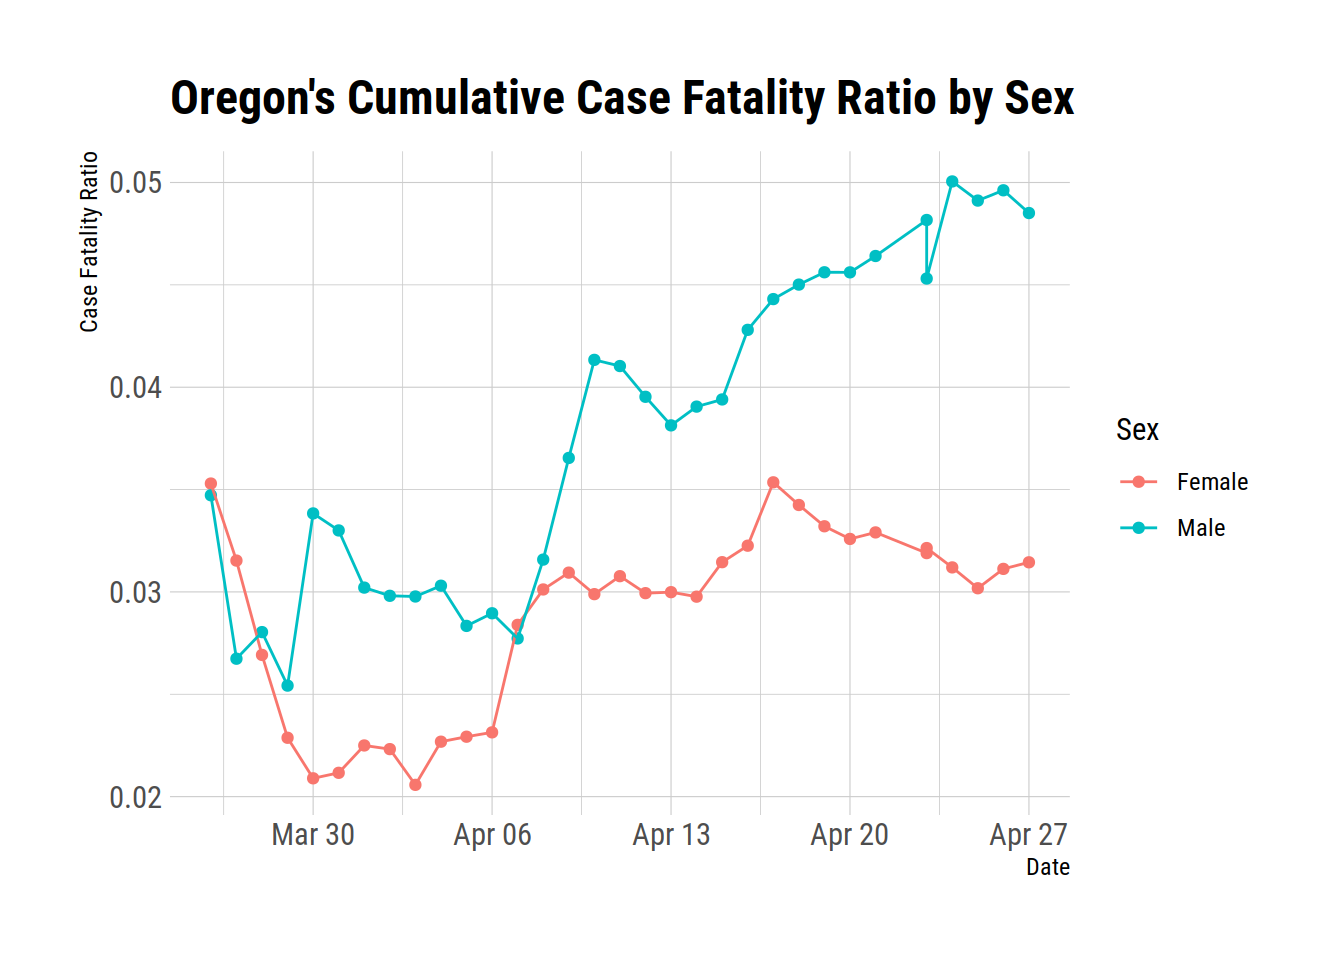 Oregon's Cumulative Case Fatality Ratio by Sex
Case Fatality Ratio
0.05
0.04
0.03
0.02
Mar 30
Apr 06
Apr 13
Apr 20
Apr 27
Date
Sex
Female
Male